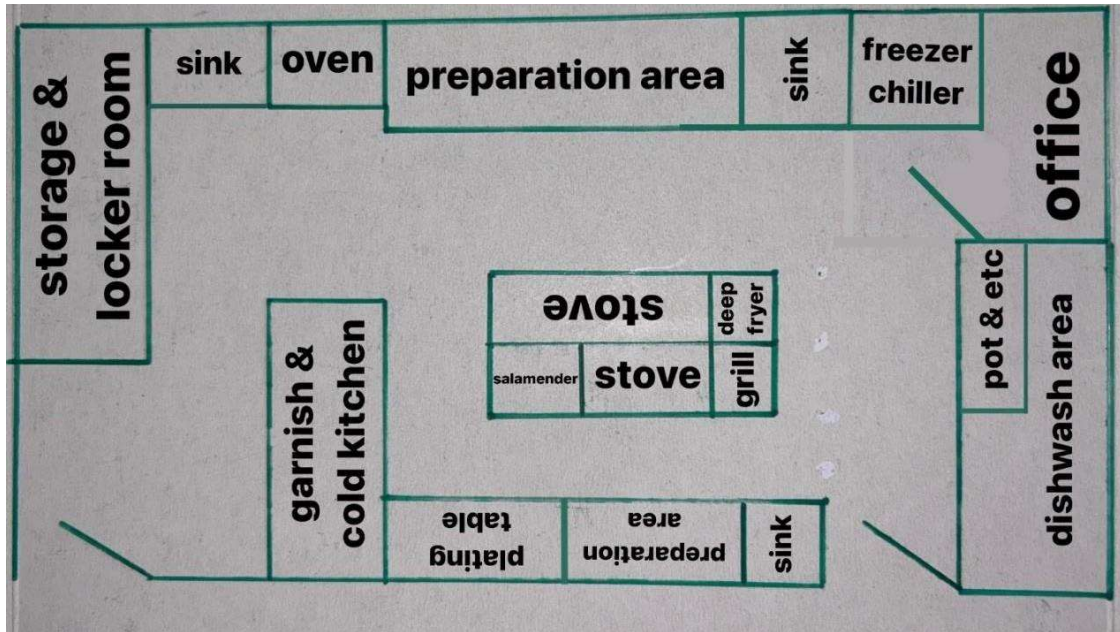 storage &
locker room
sink
oven
preparation area
sink
freezer
chiller
office
stove
deep
fryer
salamender
stove
grill
pot & etc
dishwash area
garnish &
cold kitchen
plating
table
preparation
area
sink